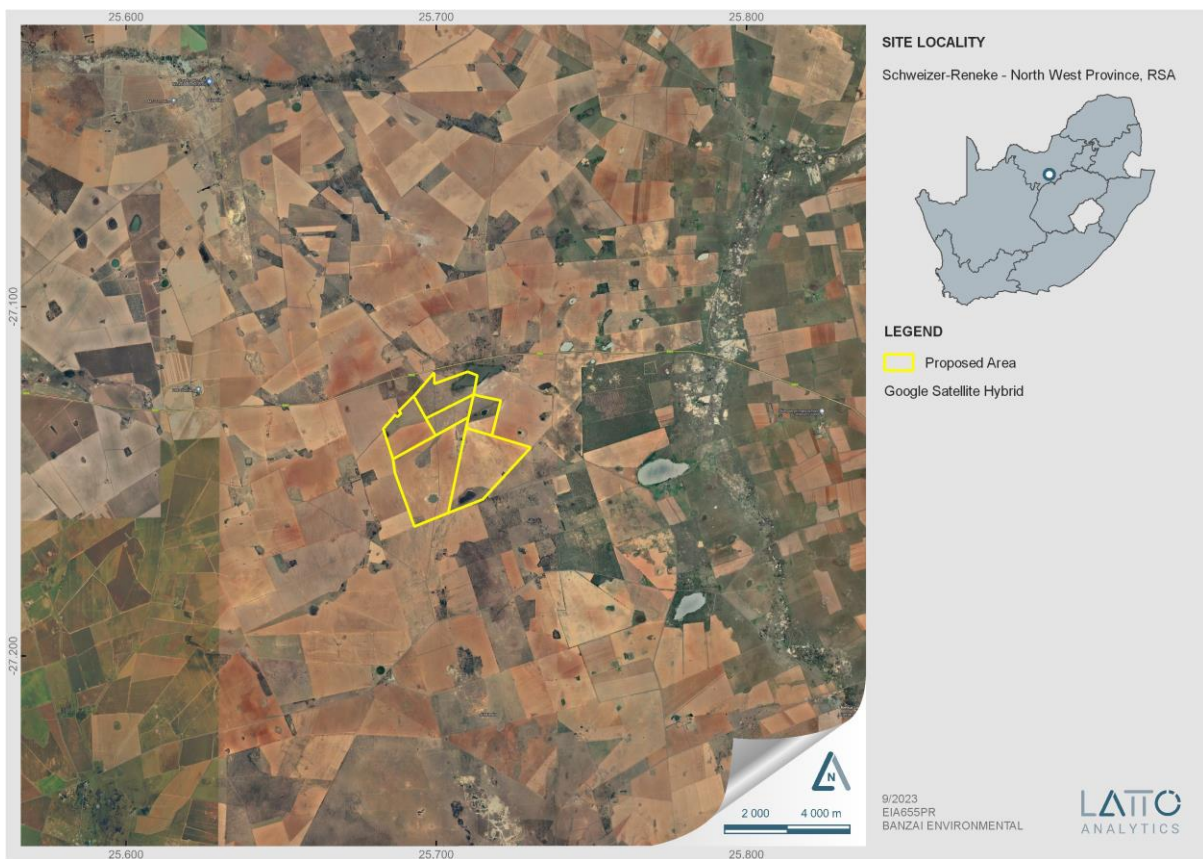 25.600
25.700
25.800
-27.100
-27.200
25.600
25.700
25.800
N
2 000
4 000 m
SITE LOCALITY
Schweizer-Reneke - North West Province, RSA
LEGEND
Proposed Area
Google Satellite Hybrid
9/2023
EIA655PR
BANZAI ENVIRONMENTAL
LATTO
ANALYTICS